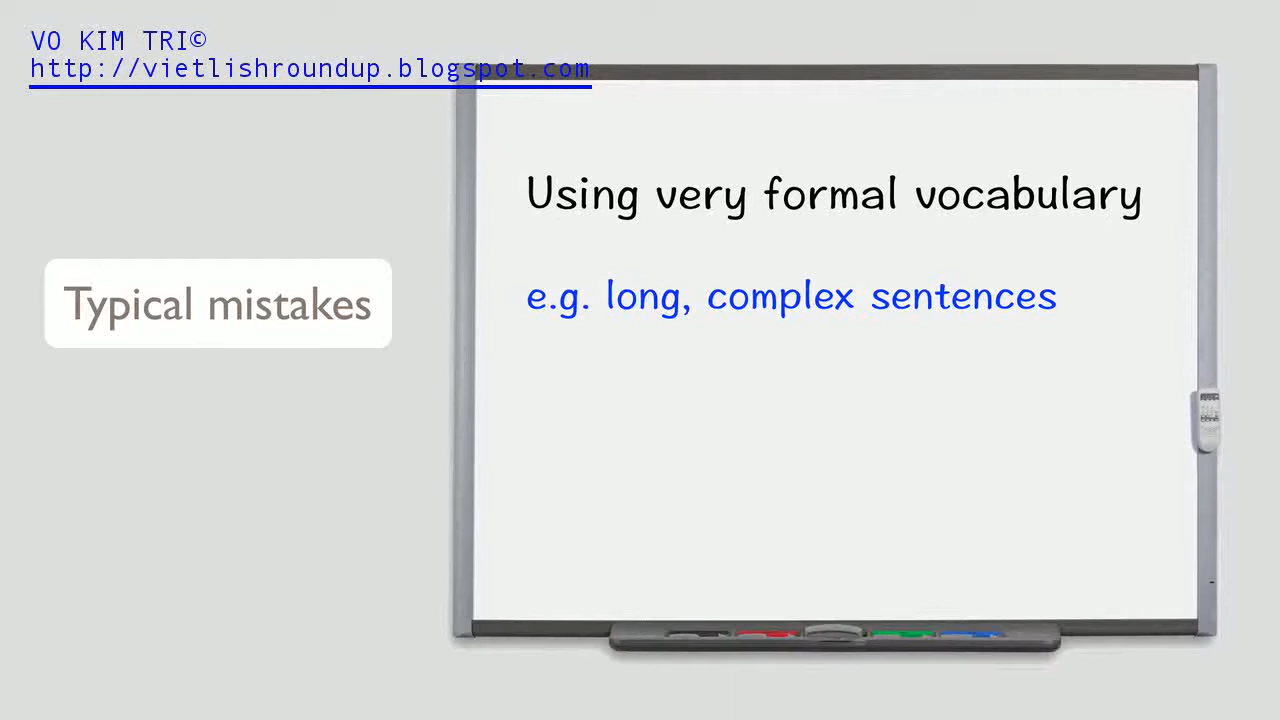 VO KIM TRI©
http://vietlishroundup.blogspot.com
Typical mistakes
Using very formal vocabulary
e.g. long, complex sentences